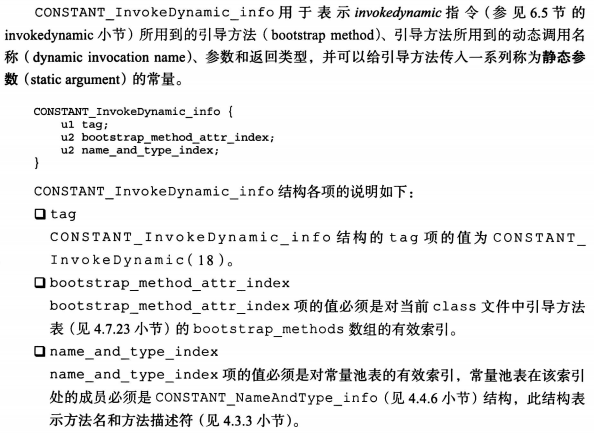 CONSTANT_InvokeDynamic_info 用于表示 invokedynamic 指令（参见6.5节的
invokedynamic 小节）所用到的引导方法（bootstrap method）、引导方法所用到的动态调用名
称（dynamic invocation name）、参数和返回类型，并可以给引导方法传入一系列称为静态参
数（static argument）的常量。
CONSTANT_InvokeDynamic_info {
u1 tag;
u2 bootstrap_method_attr_index;
u2 name_and_type_index;
}
CONSTANT_InvokeDynamic_info 结构各项的说明如下：
❑ tag
CONSTANT_InvokeDynamic_info 结构的 tag 项的值为 CONSTANT_
InvokeDynamic(18)。
❑ bootstrap_method_attr_index
bootstrap_method_attr_index 项的值必须是对当前 class 文件中引导方法
表（见 4.7.23 小节）的 bootstrap_methods 数组的有效索引。
❑ name_and_type_index
name_and_type_index 项的值必须是对常量池表的有效索引，常量池表在该索引
处的成员必须是 CONSTANT_NameAndType_info（见 4.4.6 小节）结构，此结构表
示方法名和方法描述符（见 4.3.3 小节）。